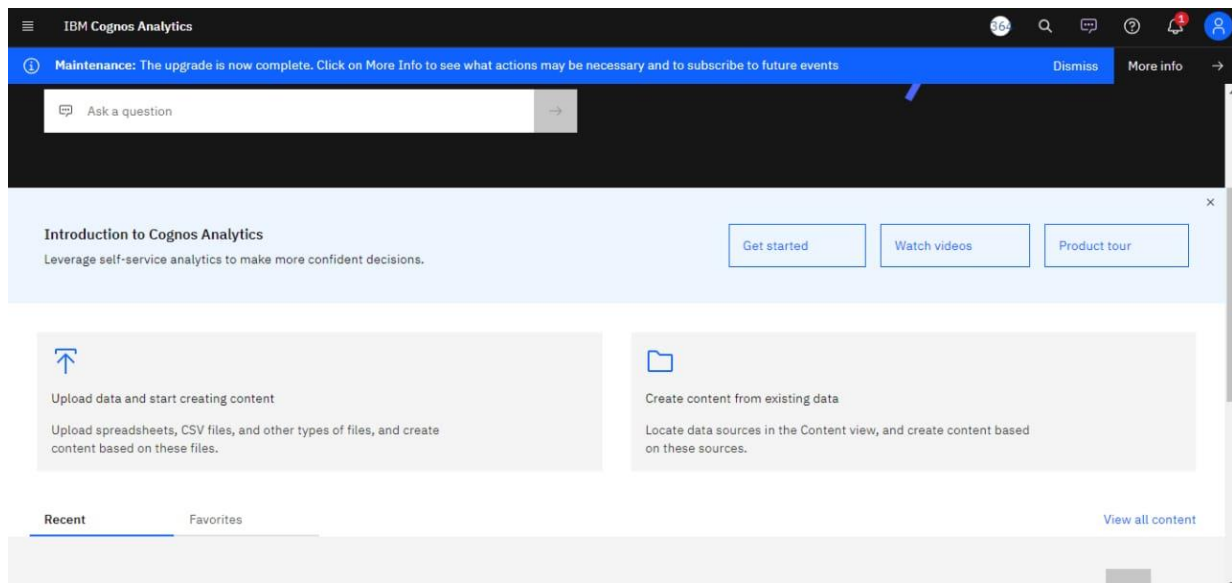 IBM Cognos Analytics
364
1
Maintenance: The upgrade is now complete. Click on More Info to see what actions may be necessary and to subscribe to future events
Dismiss
More info
Ask a question
Introduction to Cognos Analytics
Leverage self-service analytics to make more confident decisions.
Get started
Watch videos
Product tour
Upload data and start creating content
Upload spreadsheets, CSV files, and other types of files, and create
content based on these files.
Create content from existing data
Locate data sources in the Content view, and create content based
on these sources.
Recent
Favorites
View all content